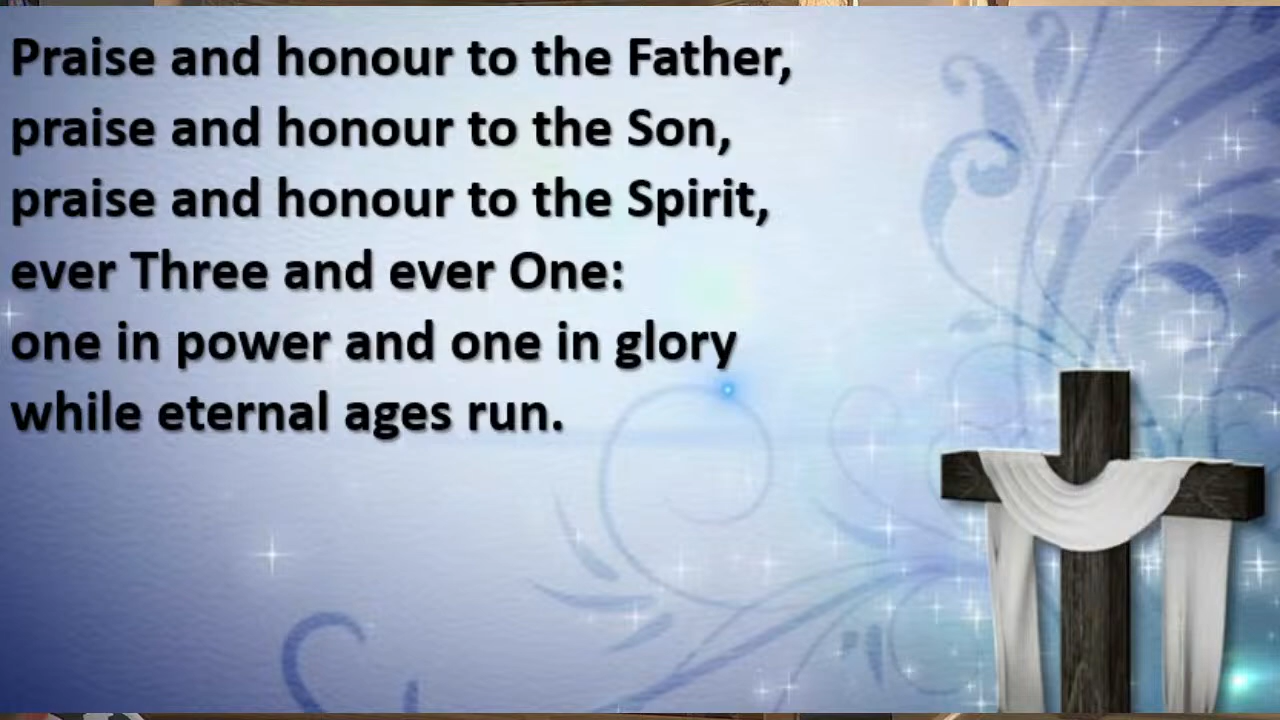 Praise and honour to the Father,
praise and honour to the Son,
praise and honour to the Spirit,
ever Three and ever One:
one in power and one in glory
while eternal ages run.